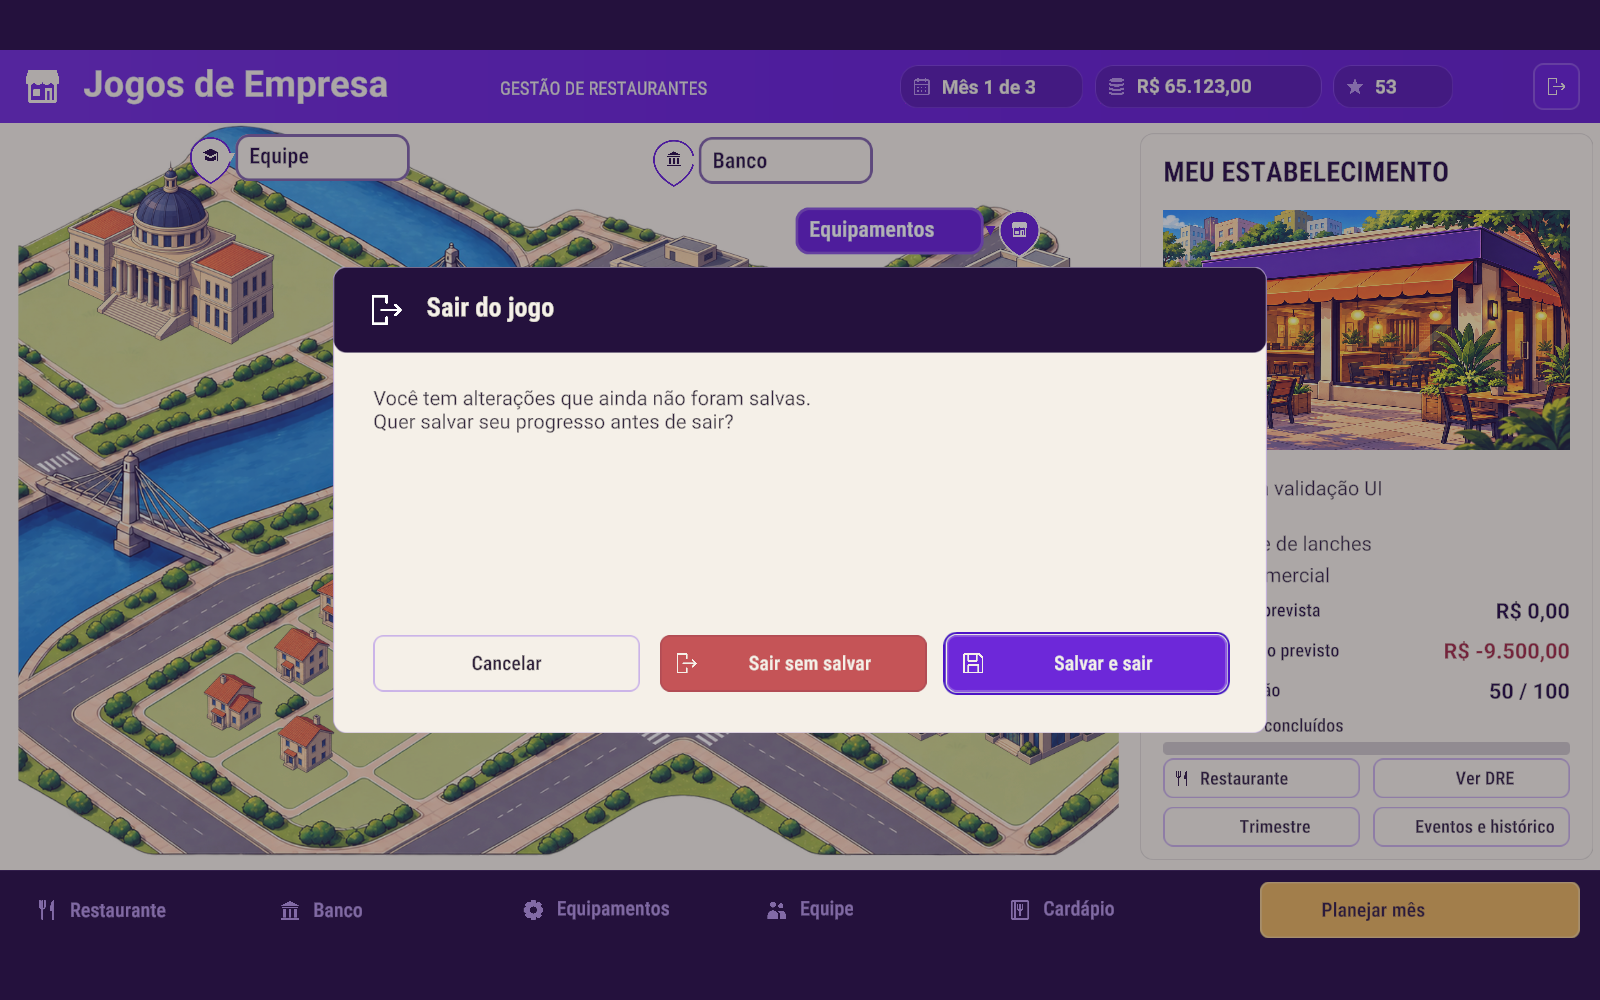 Jogos de Empresa
GESTÃO DE RESTAURANTES
Mês 1 de 3
R$ 65.123,00
53
Equipe
Banco
Equipamentos
MEU ESTABELECIMENTO
Sair do jogo
Você tem alterações que ainda não foram salvas.
Quer salvar seu progresso antes de sair?
Cancelar
Sair sem salvar
Salvar e sair
validação UI
de lanches
R$ 0,00
o previsto
R$ -9.500,00
50 / 100
concluídos
Restaurante
Ver DRE
Trimestre
Eventos e histórico
Restaurante
Banco
Equipamentos
Equipe
Cardápio
Planejar mês